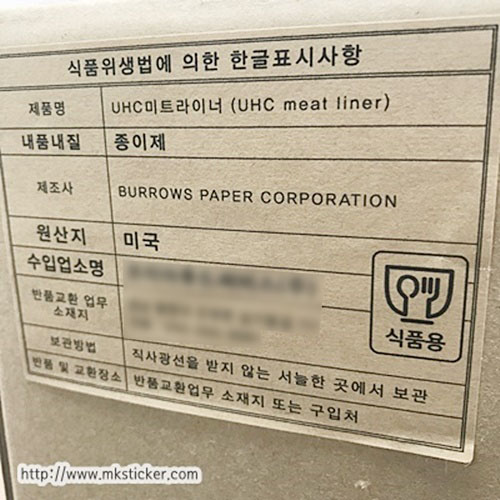 식품위생법에 의한 한글표시사항
제품명 UHC미트라이너 (UHC meat liner)
내품내질 종이제
제조사 BURROWS PAPER CORPORATION
원산지 미국
수입업소명
반품교환 업무
소재지
식품용
보관방법 직사광선을 받지 않는 서늘한 곳에서 보관
반품 및 교환장소 반품교환업무 소재지 또는 구입처
http://www.mksticker.com